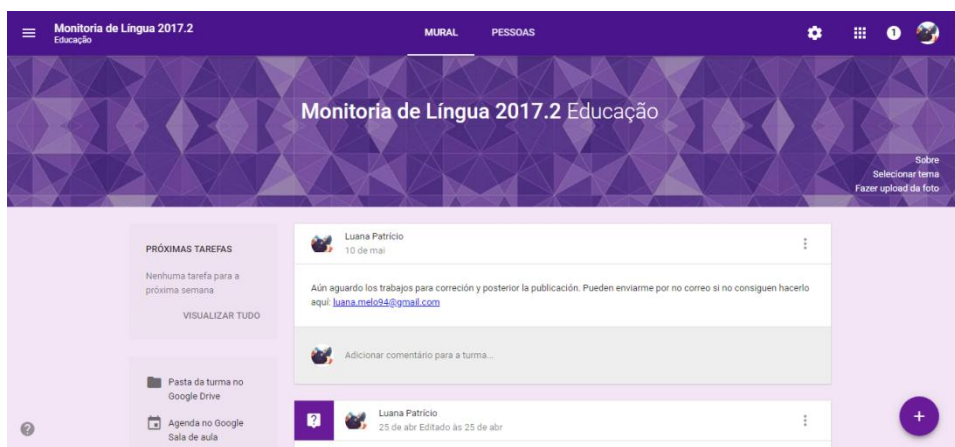 Monitoria de Língua 2017.2
Educação
MURAL
PESSOAS
1
Monitoria de Língua 2017.2 Educação
Sobre
Selecionar tema
Fazer upload da foto
PRÓXIMAS TAREFAS
Nenhuma tarefa para a
próxima semana
VISUALIZAR TUDO
Pasta da turma no
Google Drive
Agenda no Google
Sala de aula
Luana Patrício
10 de mai
Aún aguardo los trabajos para correción y posterior la publicación. Pueden enviarme por no correo si no consiguen hacerlo
aquí: luana.melo94@gmail.com
Adicionar comentário para a turma...
Luana Patrício
25 de abr Editado às 25 de abr